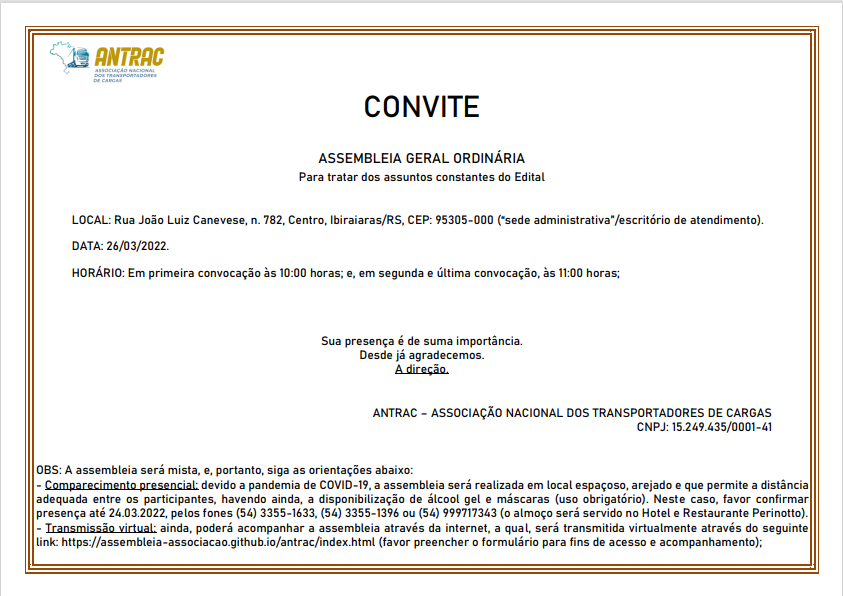 ANTRAC
ASSOCIAÇÃO NACIONAL
DOS TRANSPORTADORES
DE CARGAS
CONVITE
ASSEMBLEIA GERAL ORDINÁRIA
Para tratar dos assuntos constantes do Edital
LOCAL: Rua João Luiz Canevese, n. 782, Centro, Ibiraiaras/RS, CEP: 95305-000 (“sede administrativa”/escritório de atendimento).
DATA: 26/03/2022.
HORÁRIO: Em primeira convocação às 10:00 horas; e, em segunda e última convocação, às 11:00 horas;
Sua presença é de suma importância.
Desde já agradecemos.
A direção.
ANTRAC – ASSOCIAÇÃO NACIONAL DOS TRANSPORTADORES DE CARGAS
CNPJ: 15.249.435/0001-41
OBS: A assembleia será mista, e, portanto, siga as orientações abaixo:
- Comparecimento presencial: devido a pandemia de COVID-19, a assembleia será realizada em local espaçoso, arejado e que permite a distância
adequada entre os participantes, havendo ainda, a disponibilização de álcool gel e máscaras (uso obrigatório). Neste caso, favor confirmar
presença até 24.03.2022, pelos fones (54) 3355-1633, (54) 3355-1396 ou (54) 999717343 (o almoço será servido no Hotel e Restaurante Perinotto).
- Transmissão virtual: ainda, poderá acompanhar a assembleia através da internet, a qual, será transmitida virtualmente através do seguinte
link: https://assembleia-associacao.github.io/antrac/index.html (favor preencher o formulário para fins de acesso e acompanhamento);